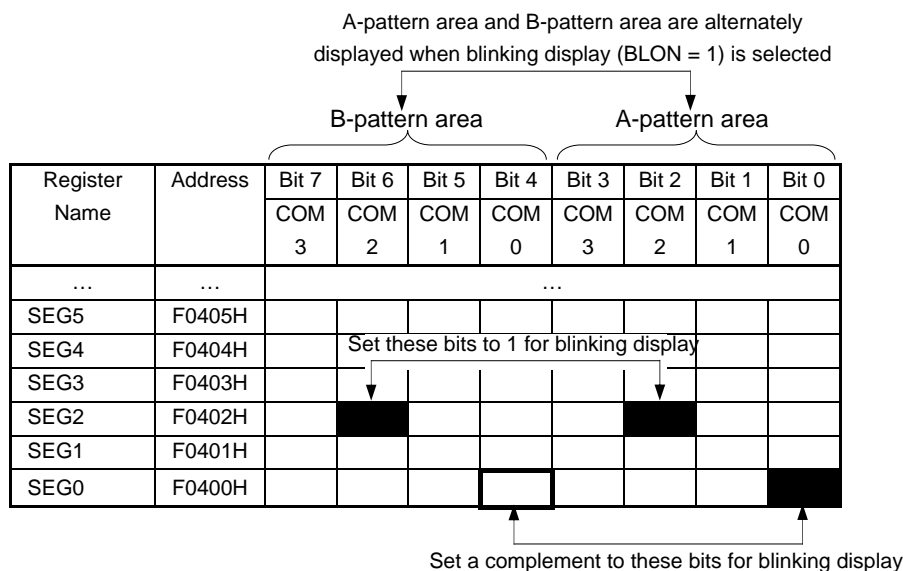 A-pattern area and B-pattern area are alternately
displayed when blinking display (BLON = 1) is selected
B-pattern area A-pattern area
Register Address Bit 7 Bit 6 Bit 5 Bit 4 Bit 3 Bit 2 Bit 1 Bit 0
Name COM COM COM COM COM COM COM COM
3 2 1 0 3 2 1 0
… … …
SEG5 F0405H
SEG4 F0404H Set these bits to 1 for blinking display
SEG3 F0403H
SEG2 F0402H
SEG1 F0401H
SEG0 F0400H
Set a complement to these bits for blinking display